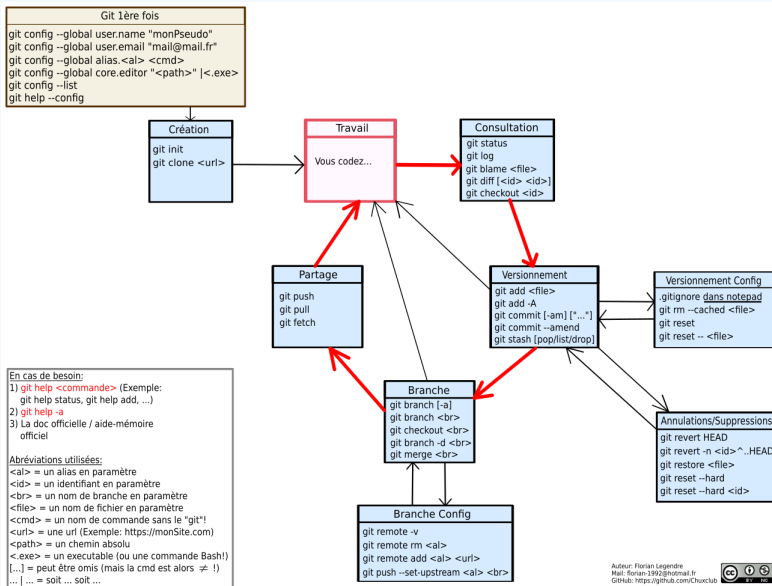 Git 1ère fois
git config --global user.name "monPseudo"
git config --global user.email "mail@mail.fr"
git config --global alias.<al> <cmd>
git config --global core.editor "<path>" |<.exe>
git config --list
git help --config
Création
git init
git clone <url>
Travail
Vous codez...
Consultation
git status
git log
git blame <file>
git diff [<id> <id>]
git checkout <id>
Partage
git push
git pull
git fetch
Versionnement
git add <file>
git add -A
git commit [-am] ["..."]
git commit --amend
git stash [pop/list/drop]
Versionnement Config
.gitignore dans notepad
git rm --cached <file>
git reset
git reset -- <file>
Branche
git branch [-a]
git branch <br>
git checkout <br>
git branch -d <br>
git merge <br>
Annulations/Suppressions
git revert HEAD
git revert -n <id>^..HEAD
git restore <file>
git reset --hard
git reset --hard <id>
Branche Config
git remote -v
git remote rm <al>
git remote add <al> <url>
git push --set-upstream <al> <br>
En cas de besoin:
1) git help <commande> (Exemple:
git help status, git help add, ...)
2) git help -a
3) La doc officielle / aide-mémoire
officiel
Abréviations utilisées:
<al> = un alias en paramètre
<id> = un identifiant en paramètre
<br> = un nom de branche en paramètre
<file> = un nom de fichier en paramètre
<cmd> = un nom de commande sans le "git"!
<url> = une url (Exemple: https://monSite.com)
<path> = un chemin absolu
<.exe> = un executable (ou une commande Bash!)
[...] = peut être omis (mais la cmd est alors ≠ !)
... | ... = soit ... soit ...
Auteur: Florian Legendre
Mail: florian-1992@hotmail.fr
GitHub: https://github.com/Chuxclub
CC BY